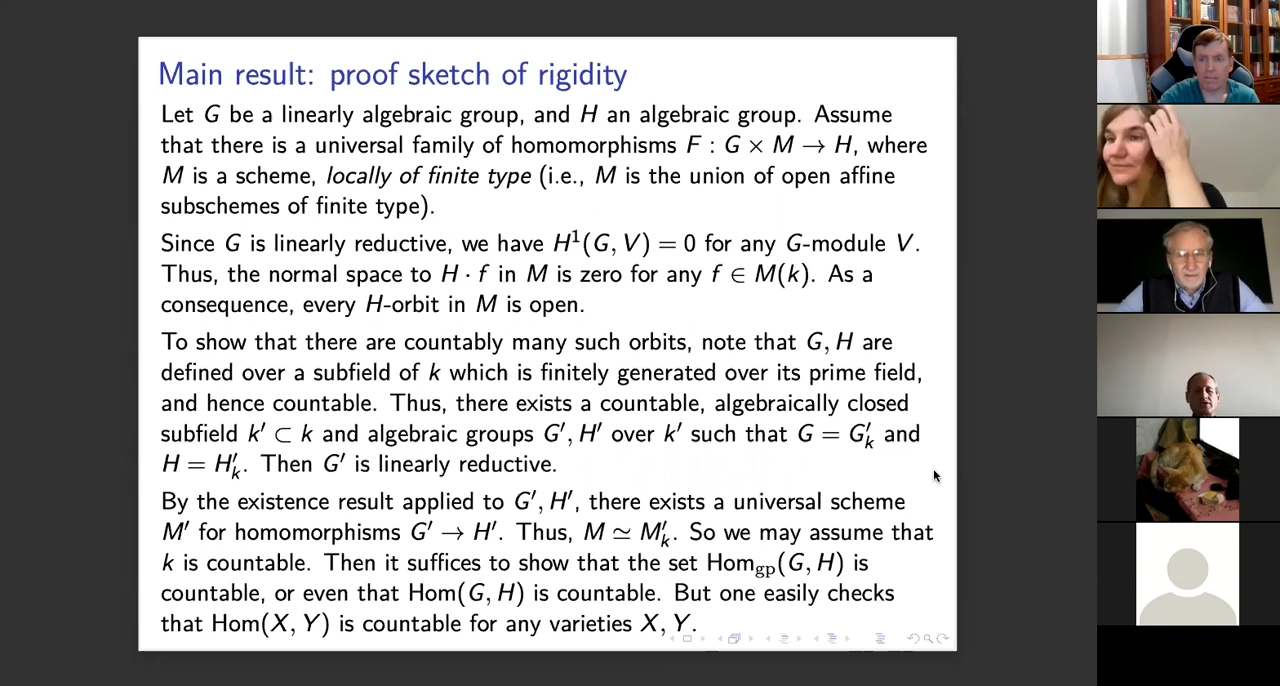 Main result: proof sketch of rigidity
Let G be a linearly algebraic group, and H an algebraic group. Assume
that there is a universal family of homomorphisms F : G × M → H, where
M is a scheme, locally of finite type (i.e., M is the union of open affine
subschemes of finite type).
Since G is linearly reductive, we have H¹(G, V) = 0 for any G-module V.
Thus, the normal space to H · f in M is zero for any f ∈ M(k). As a
consequence, every H-orbit in M is open.
To show that there are countably many such orbits, note that G, H are
defined over a subfield of k which is finitely generated over its prime field,
and hence countable. Thus, there exists a countable, algebraically closed
subfield k′ ⊂ k and algebraic groups G′, H′ over k′ such that G = G′ₖ and
H = H′ₖ. Then G′ is linearly reductive.
By the existence result applied to G′, H′, there exists a universal scheme
M′ for homomorphisms G′ → H′. Thus, M ≃ M′ₖ. So we may assume that
k is countable. Then it suffices to show that the set Hom_gp(G, H) is
countable, or even that Hom(G, H) is countable. But one easily checks
that Hom(X, Y) is countable for any varieties X, Y.